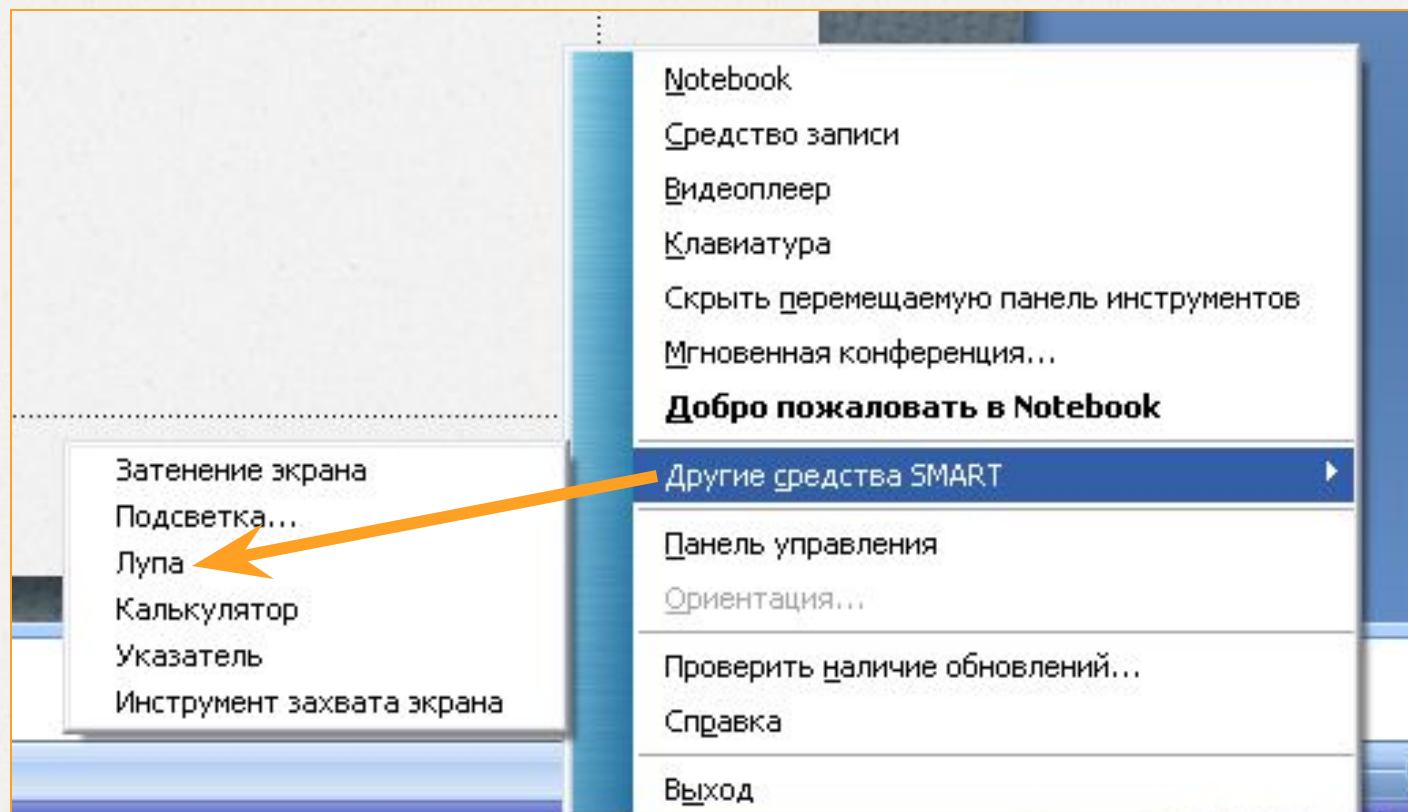 Notebook
Средство записи
Видеоплеер
Клавиатура
Скрыть перемещаемую панель инструментов
Мгновенная конференция...
Добро пожаловать в Notebook
Другие средства SMART
Панель управления
Ориентация...
Проверить наличие обновлений...
Справка
Выход
Затенение экрана
Подсветка...
Лупа
Калькулятор
Указатель
Инструмент захвата экрана